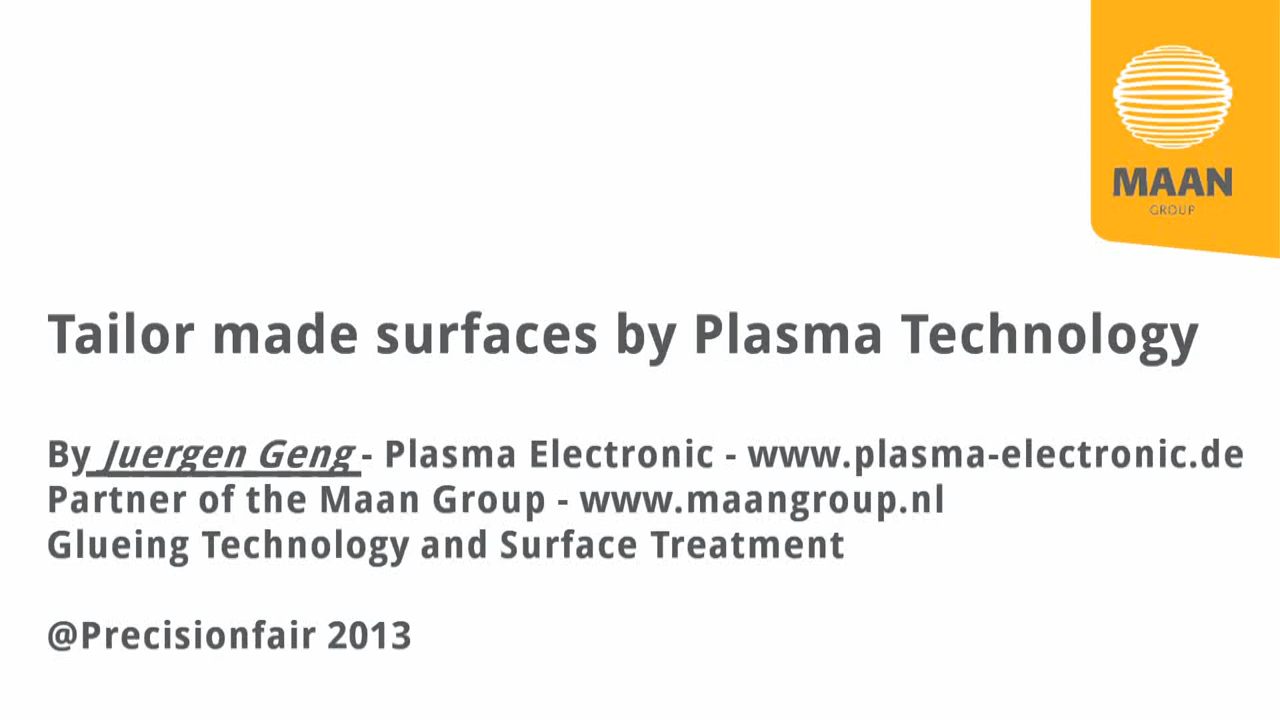 MAAN
GROUP
Tailor made surfaces by Plasma Technology
By Juergen Geng - Plasma Electronic - www.plasma-electronic.de
Partner of the Maan Group - www.maangroup.nl
Glueing Technology and Surface Treatment
@Precisionfair 2013